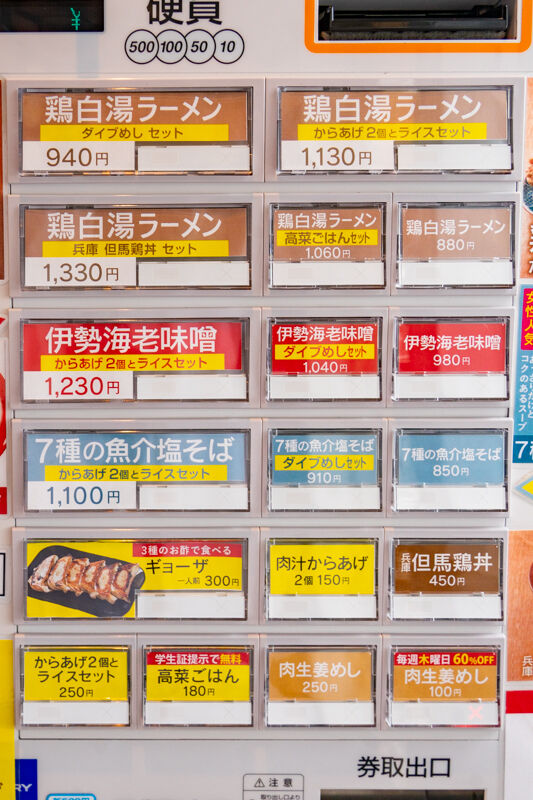 ¥
硬貨
500 100 50 10
鶏白湯ラーメン
ダイブめし セット
940円
鶏白湯ラーメン
からあげ 2個とライスセット
1,130円
鶏白湯ラーメン
兵庫 但馬鶏丼 セット
1,330円
鶏白湯ラーメン
高菜ごはんセット
1,060円
鶏白湯ラーメン
880円
伊勢海老味噌
からあげ 2個とライスセット
1,230円
伊勢海老味噌
ダイブめしセット
1,040円
伊勢海老味噌
980円
女性人気
コクのあるスープ
7種の魚介塩そば
からあげ 2個とライスセット
1,100円
7種の魚介塩そば
ダイブめしセット
910円
7種の魚介塩そば
850円
3種のお酢で食べる
ギョーザ
一人前 300円
肉汁からあげ
2個 150円
兵庫 但馬鶏丼
450円
からあげ2個と
ライスセット
250円
学生証提示で無料
高菜ごはん
180円
肉生姜めし
250円
毎週木曜日 60%OFF
肉生姜めし
100円
券取出口
注意